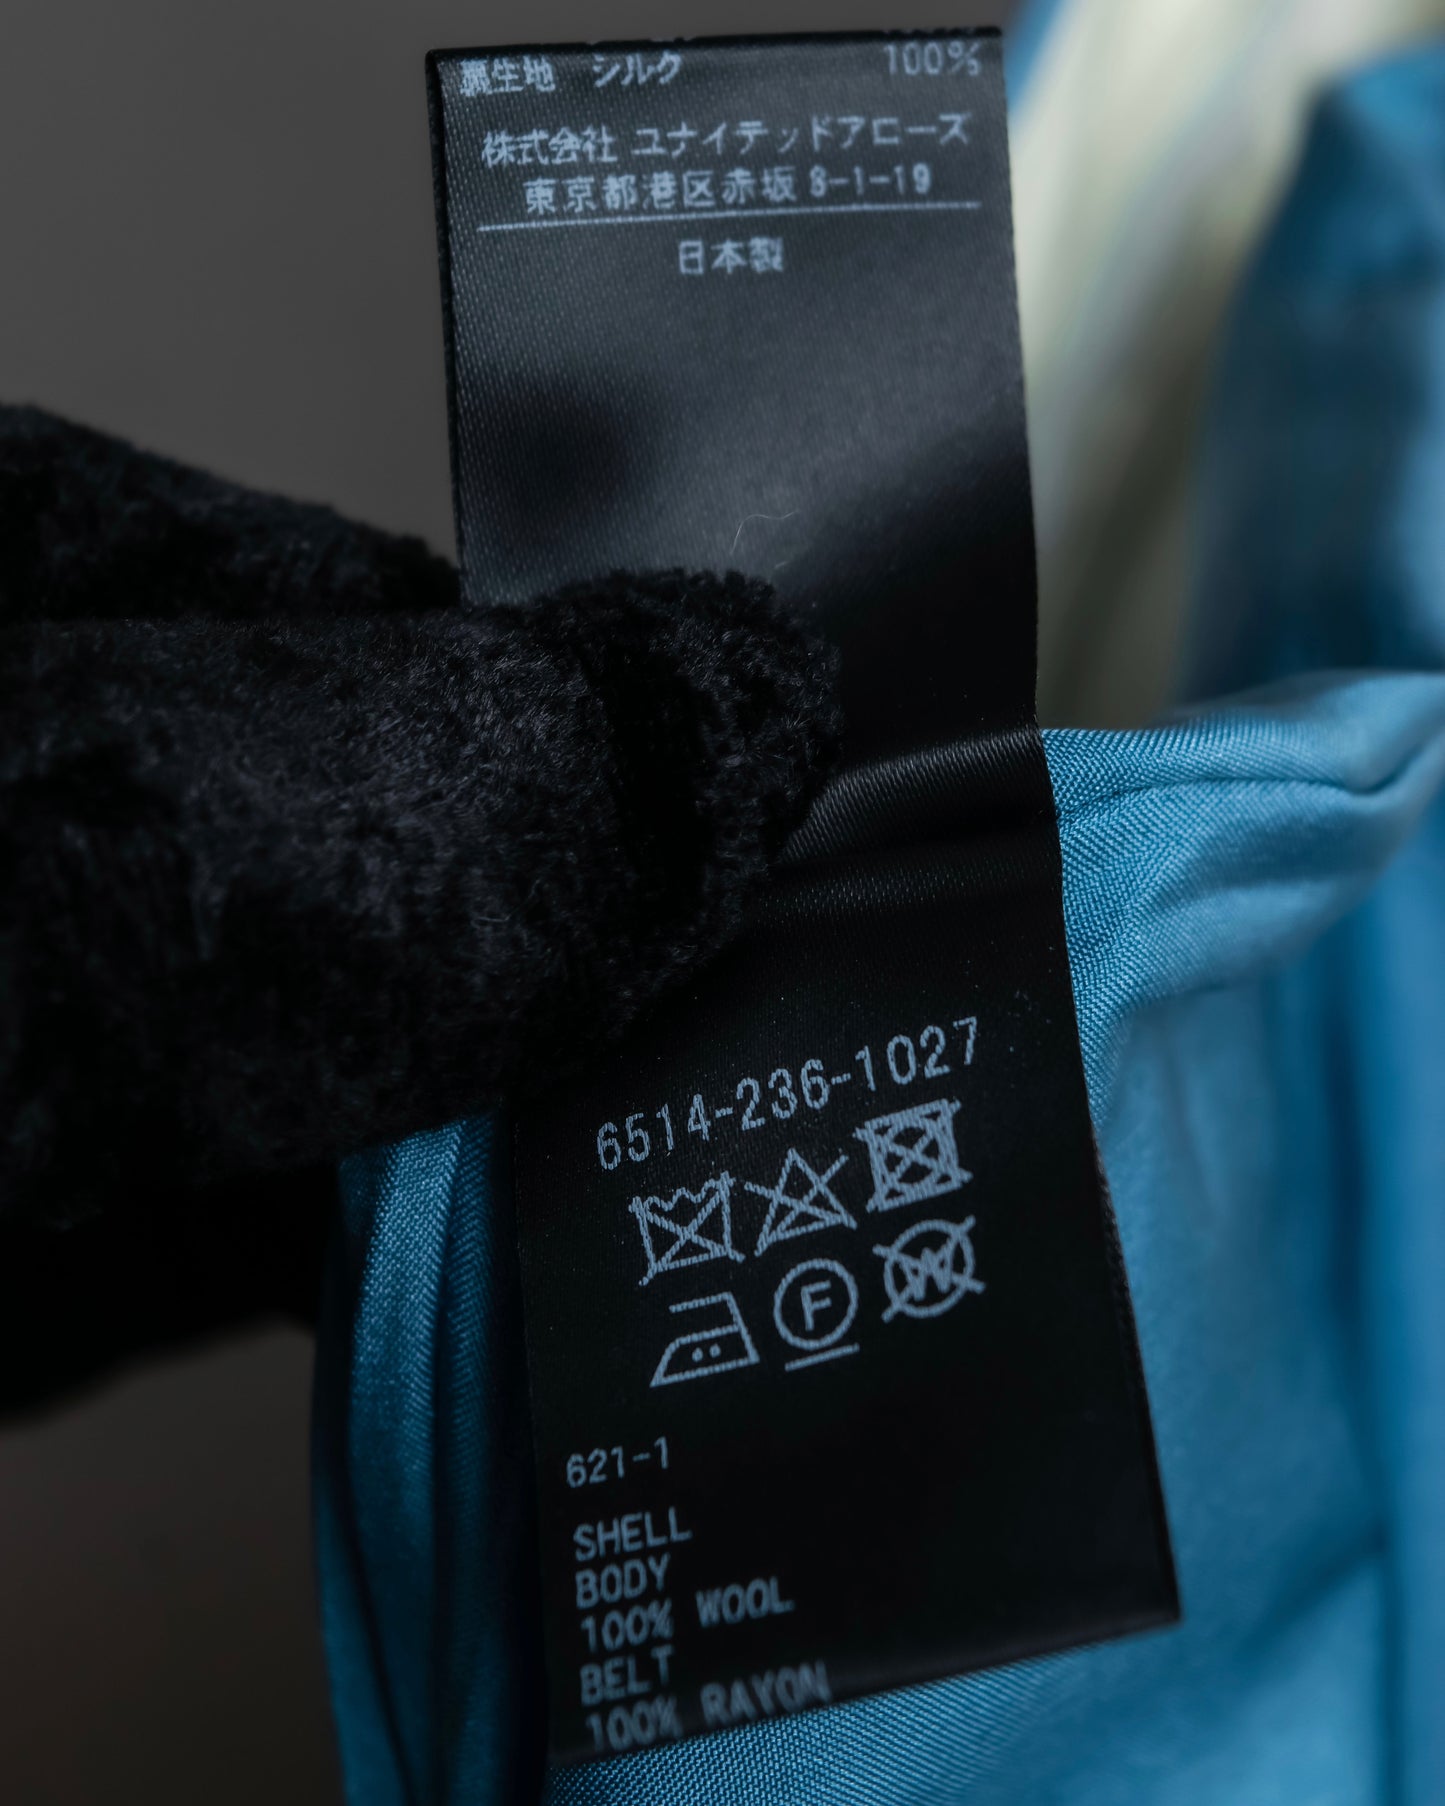 裏生地 シルク 100%
株式会社 ユナイテッドアローズ
東京都港区赤坂 8-1-19
日本製
6514-236-1027
F W
621-1
SHELL
BODY
100% WOOL
BELT
100% RAYON